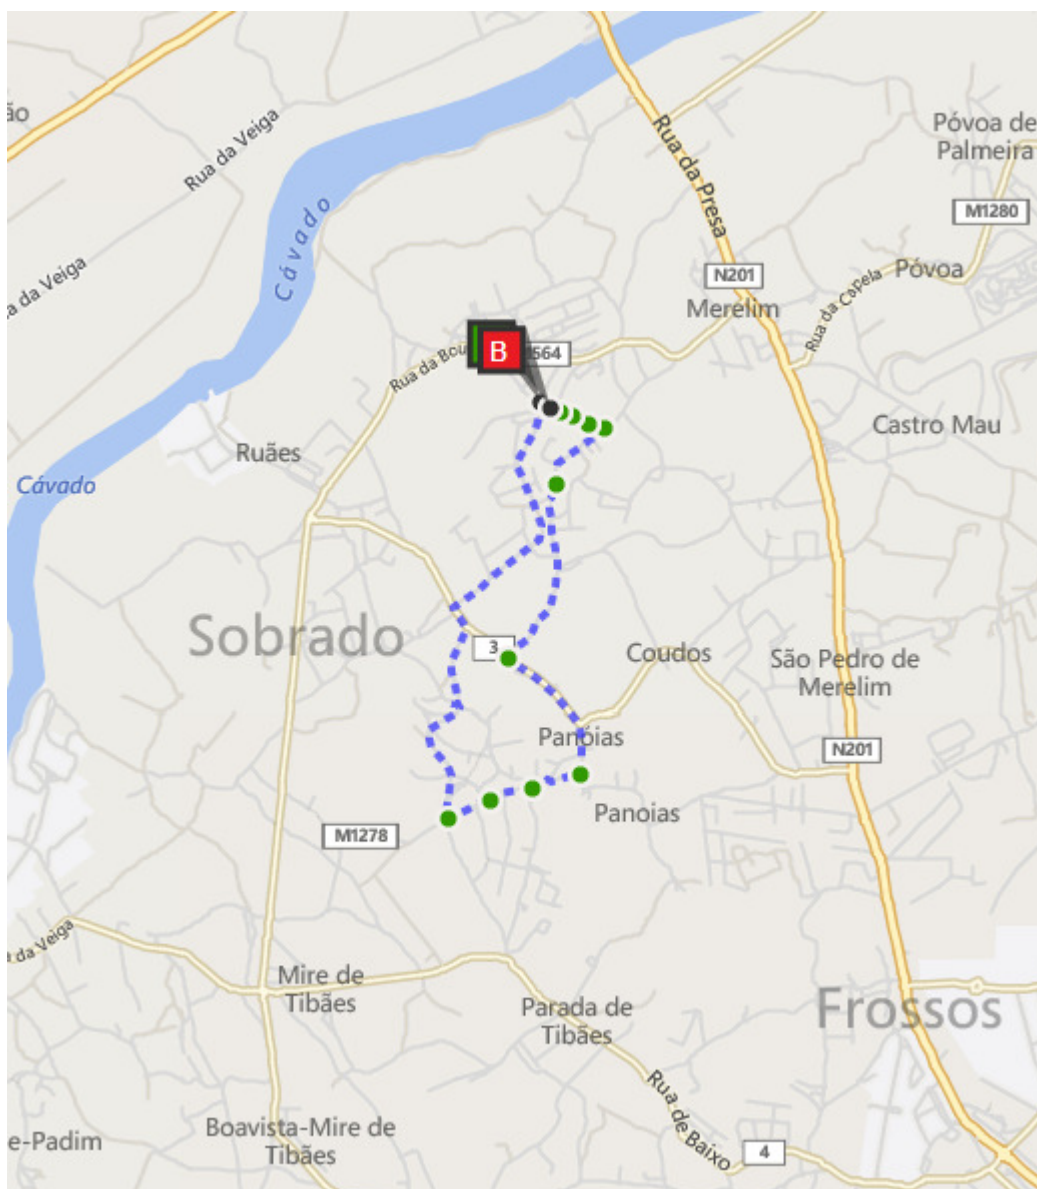 ão
Rua da Veiga
Rua da Presa
Póvoa de
Palmeira
M1280
Cávado
a da Veiga
N201
Póvoa
Merelim
Rua da Capela
B
564
Rua da Bou
Castro Mau
Ruães
Cávado
Sobrado
3
Coudos
São Pedro de
Merelim
Panóias
N201
Panoias
M1278
da Veiga
Mire de
Tibães
Parada de
Tibães
Frossos
Rua de Baixo
Boavista-Mire de
Tibães
e-Padim
4